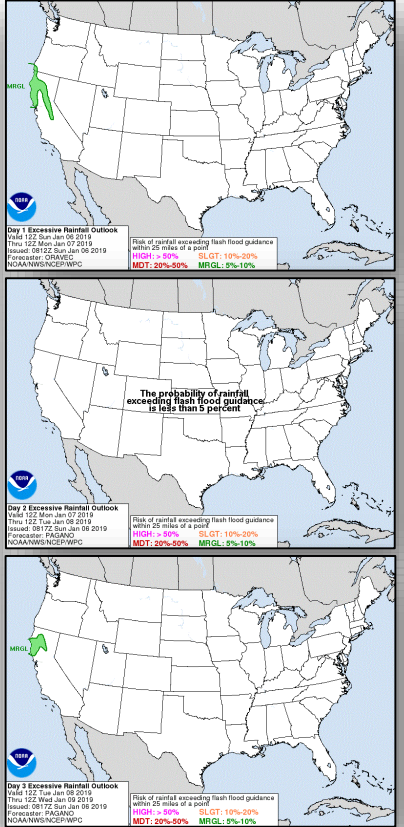 MRGL
NOAA
Day 1 Excessive Rainfall Outlook
Valid 12Z Sun Jan 06 2019
Thru 12Z Mon Jan 07 2019
Issued: 0812Z Sun Jan 06 2019
Forecaster: ORAVEC
NOAA/NWS/NCEP/WPC
Risk of rainfall exceeding flash flood guidance
within 25 miles of a point
HIGH: > 50% SLGT: 10%-20%
MDT: 20%-50% MRGL: 5%-10%
The probability of rainfall
exceeding flash flood guidance
is less than 5 percent
NOAA
Day 2 Excessive Rainfall Outlook
Valid 12Z Mon Jan 07 2019
Thru 12Z Tue Jan 08 2019
Issued: 0817Z Sun Jan 06 2019
Forecaster: PAGANO
NOAA/NWS/NCEP/WPC
Risk of rainfall exceeding flash flood guidance
within 25 miles of a point
HIGH: > 50% SLGT: 10%-20%
MDT: 20%-50% MRGL: 5%-10%
MRGL
NOAA
Day 3 Excessive Rainfall Outlook
Valid 12Z Tue Jan 08 2019
Thru 12Z Wed Jan 09 2019
Issued: 0817Z Sun Jan 06 2019
Forecaster: PAGANO
NOAA/NWS/NCEP/WPC
Risk of rainfall exceeding flash flood guidance
within 25 miles of a point
HIGH: > 50% SLGT: 10%-20%
MDT: 20%-50% MRGL: 5%-10%